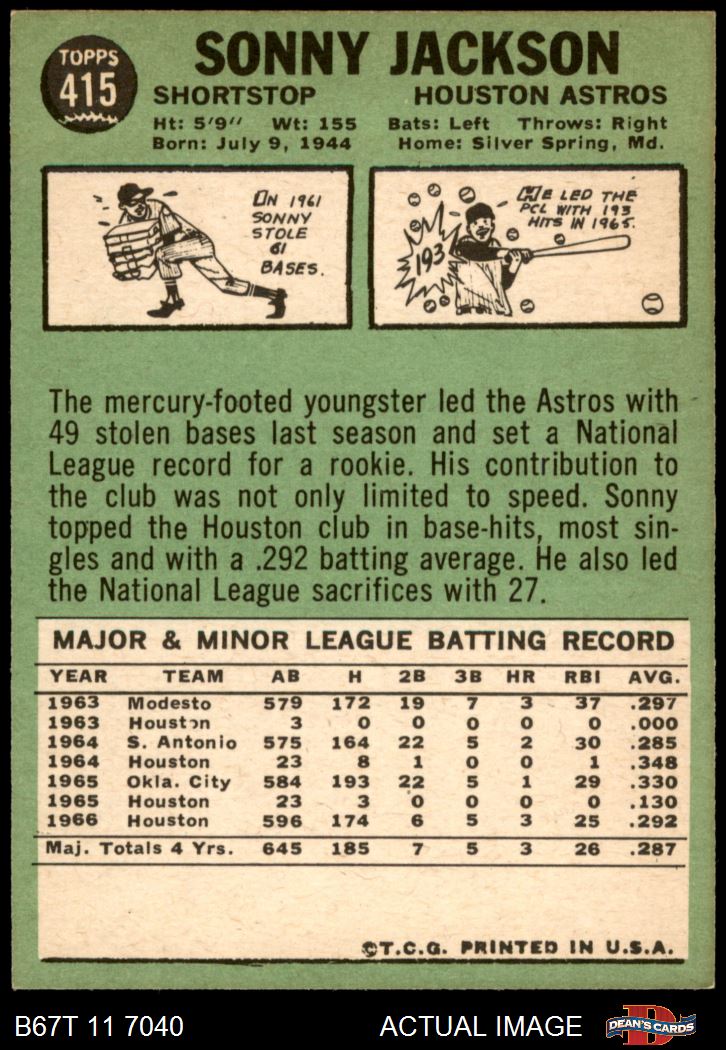 TOPPS
415
SONNY JACKSON
SHORTSTOP HOUSTON ASTROS
Ht: 5'9" Wt: 155 Bats: Left Throws: Right
Born: July 9, 1944 Home: Silver Spring, Md.
IN 1961
SONNY
STOLE
61
BASES.
HE LED THE
PCL WITH 193
HITS IN 1965.
193
The mercury-footed youngster led the Astros with
49 stolen bases last season and set a National
League record for a rookie. His contribution to
the club was not only limited to speed. Sonny
topped the Houston club in base-hits, most sin-
gles and with a .292 batting average. He also led
the National League sacrifices with 27.
MAJOR & MINOR LEAGUE BATTING RECORD
YEAR TEAM AB H 2B 3B HR RBI AVG.
1963 Modesto 579 172 19 7 3 37 .297
1963 Houston 3 0 0 0 0 0 .000
1964 S. Antonio 575 164 22 5 2 30 .285
1964 Houston 23 8 1 0 0 1 .348
1965 Okla. City 584 193 22 5 1 29 .330
1965 Houston 23 3 0 0 0 0 .130
1966 Houston 596 174 6 5 3 25 .292
Maj. Totals 4 Yrs. 645 185 7 5 3 26 .287
©T.C.G. PRINTED IN U.S.A.
B67T 11 7040 ACTUAL IMAGE
D
DEAN'S CARDS